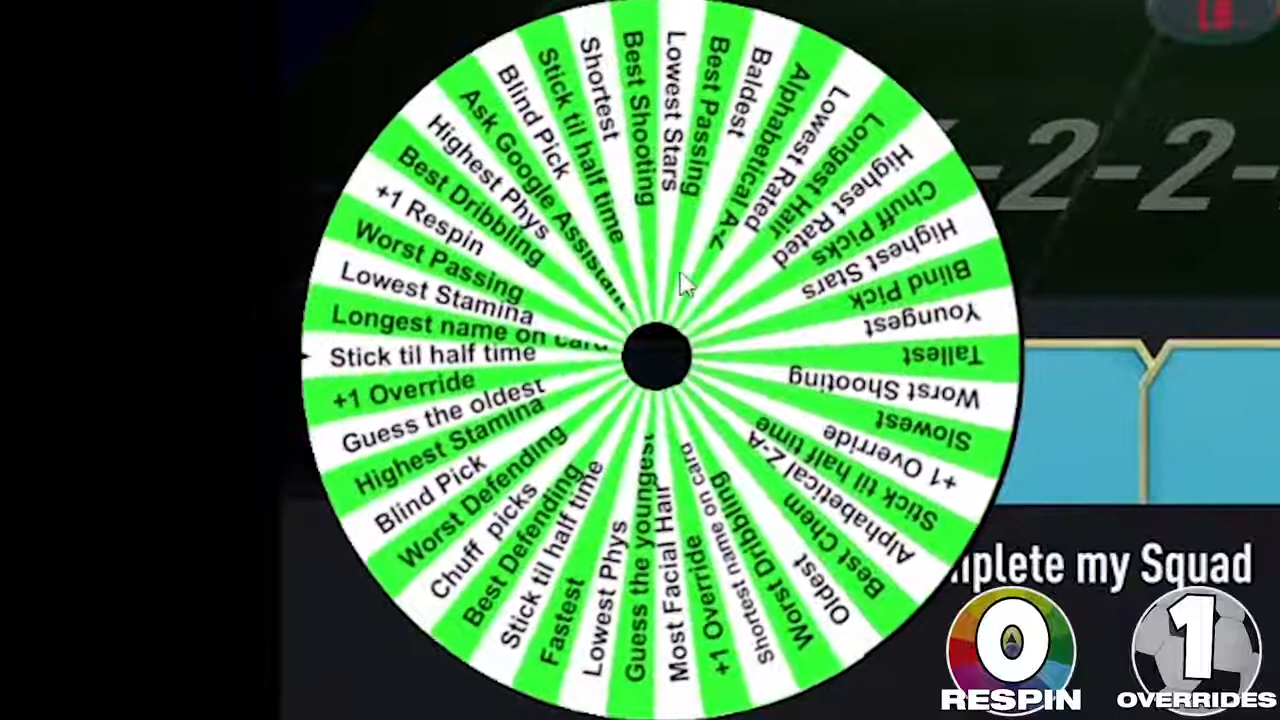 Lowest Stars
Best Passing
Baldest
Alphabetical A-Z
Lowest Rated
Longest Hair
Highest Rated
Chuff Picks
Highest Stars
Blind Pick
Youngest
Tallest
Worst Shooting
Slowest
+1 Override
Stick til half time
Alphabetical Z-A
Best Chem
Oldest
Worst Dribbling
Shortest name on card
+1 Override
Most Facial Hair
Guess the youngest
Lowest Phys
Fastest
Stick til half time
Best Defending
Chuff picks
Worst Defending
Blind Pick
Highest Stamina
Guess the oldest
+1 Override
Stick til half time
Longest name on card
Lowest Stamina
Worst Passing
+1 Respin
Best Dribbling
Highest Phys
Ask Google Assistant
Blind Pick
Stick til half time
Shortest
Best Shooting
-2-2-
my Squad
0
RESPIN
1
OVERRIDES